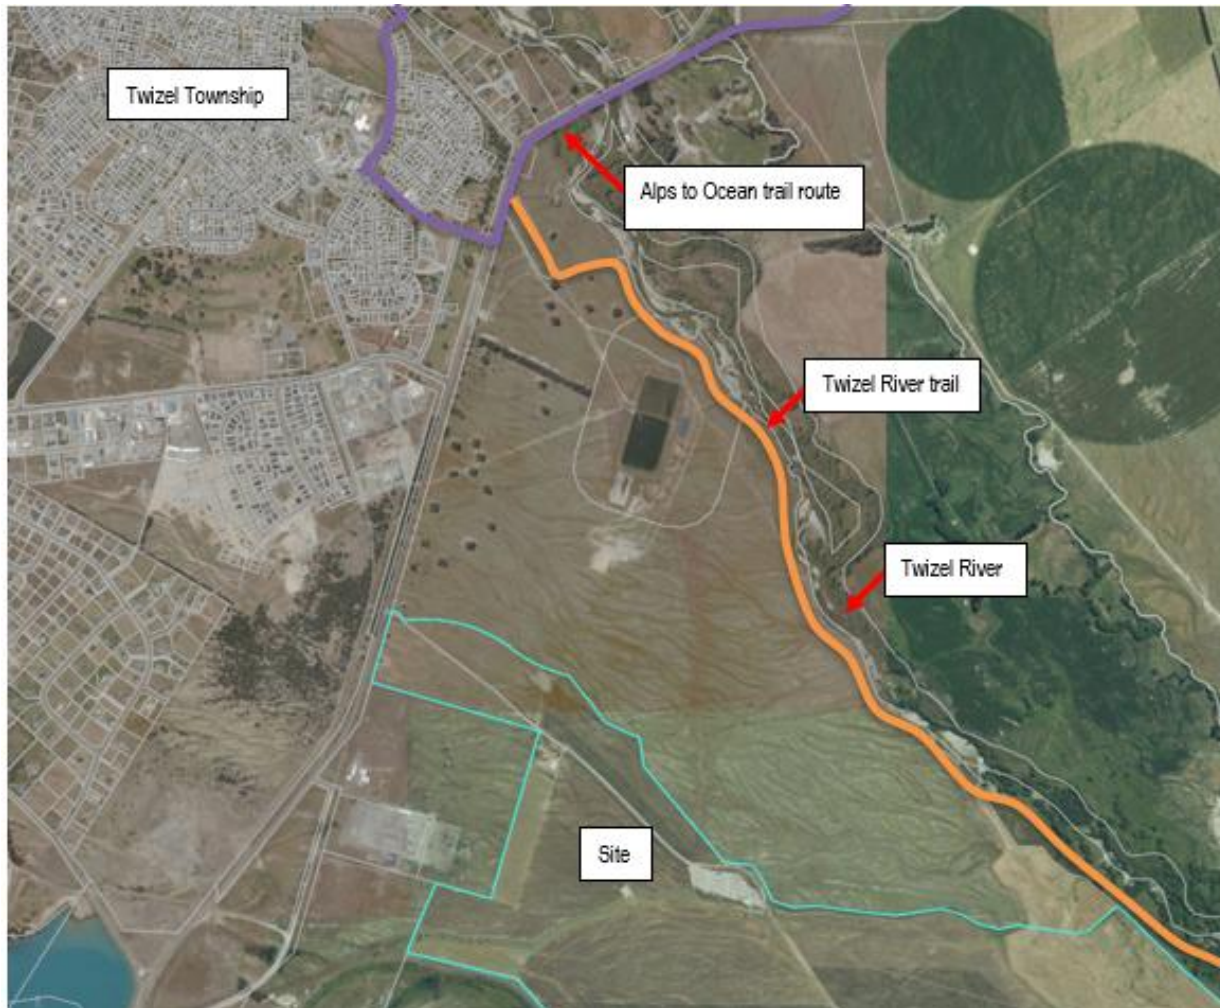 Twizel Township
Alps to Ocean trail route
Twizel River trail
Twizel River
Site